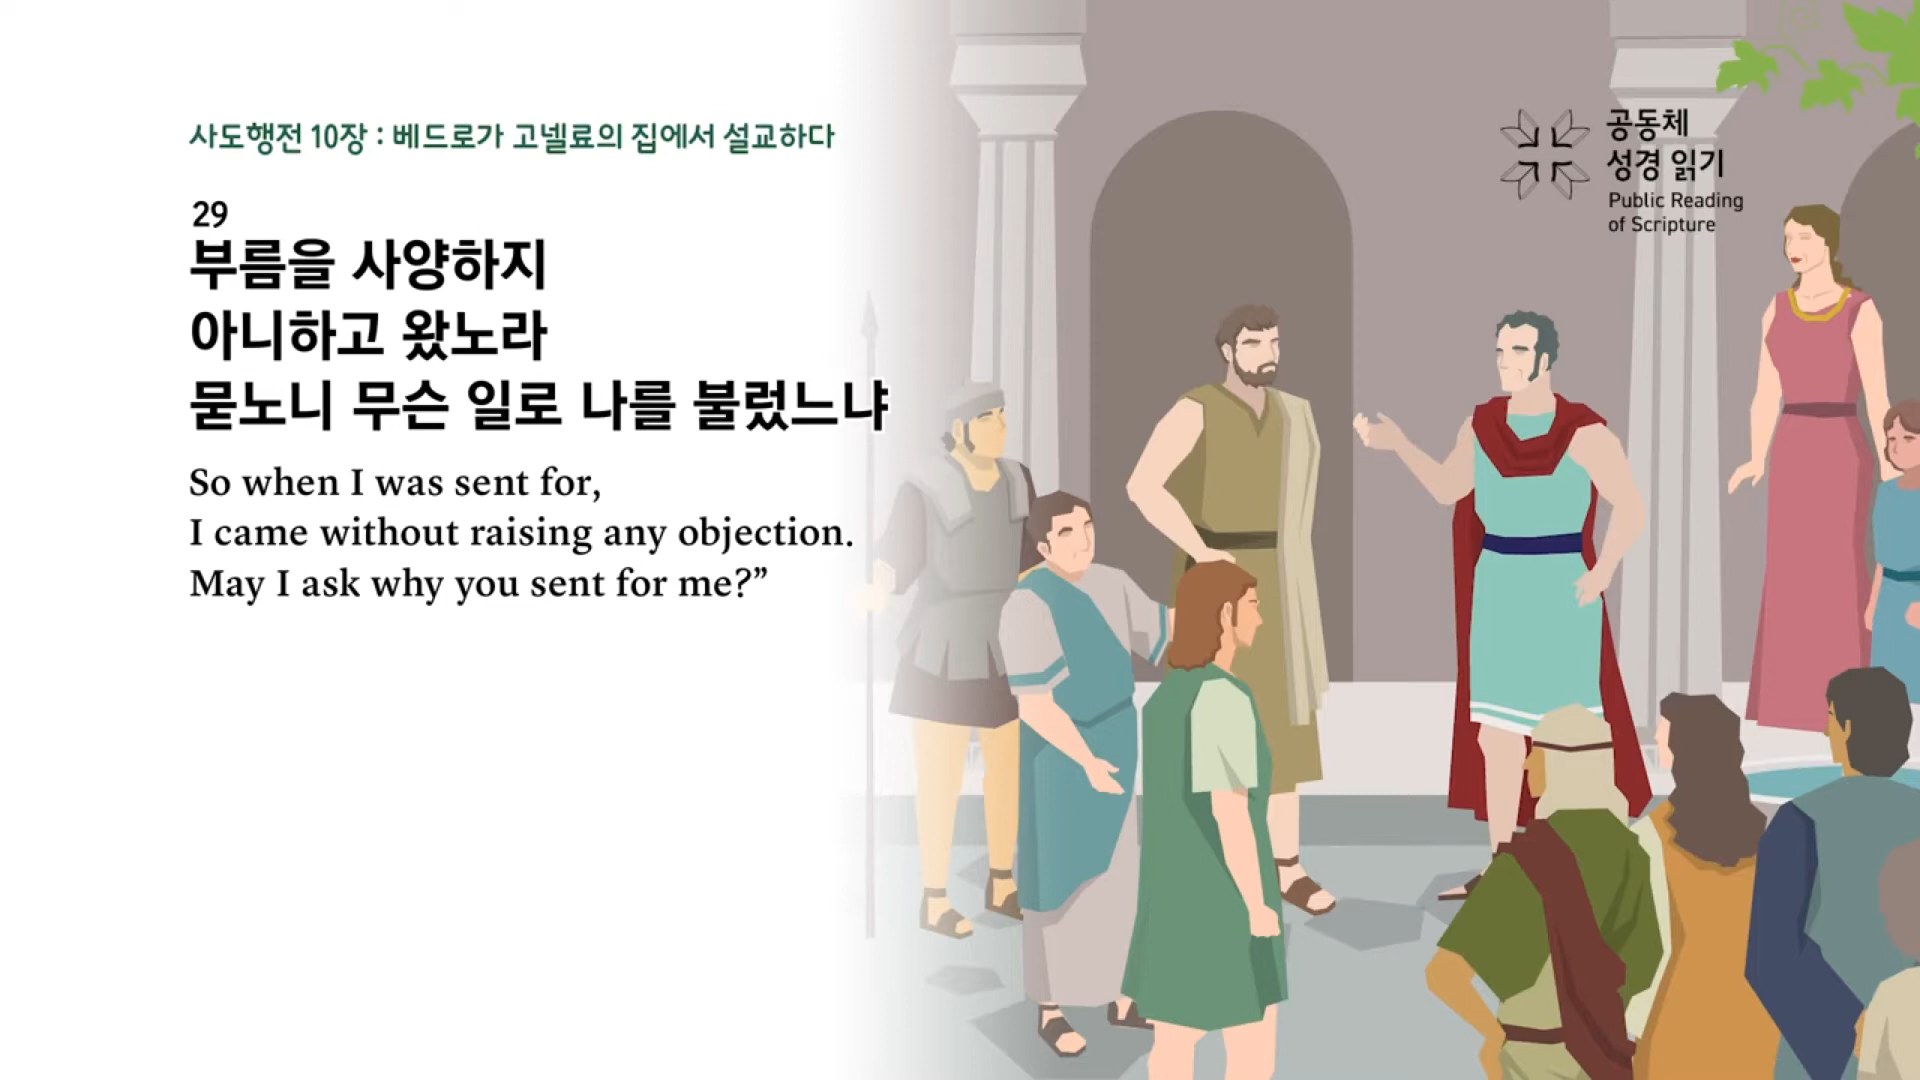 사도행전 10장 : 베드로가 고넬료의 집에서 설교하다
29
부름을 사양하지
아니하고 왔노라
묻노니 무슨 일로 나를 불렀느냐
So when I was sent for,
I came without raising any objection.
May I ask why you sent for me?”
공동체
성경 읽기
Public Reading
of Scripture